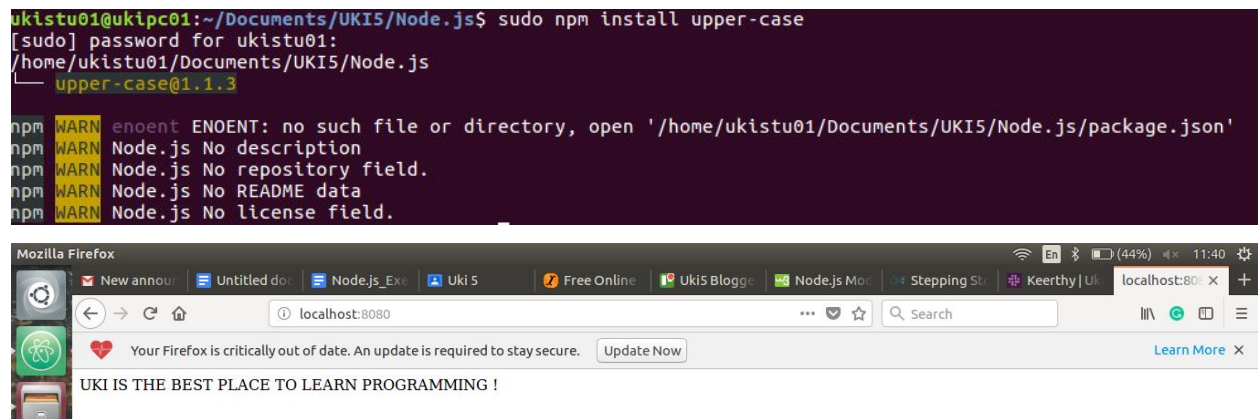 ukistu01@ukipc01:~/Documents/UKI5/Node.js$ sudo npm install upper-case
[sudo] password for ukistu01:
/home/ukistu01/Documents/UKI5/Node.js
└── upper-case@1.1.3
npm WARN enoent ENOENT: no such file or directory, open '/home/ukistu01/Documents/UKI5/Node.js/package.json'
npm WARN Node.js No description
npm WARN Node.js No repository field.
npm WARN Node.js No README data
npm WARN Node.js No license field.
Mozilla Firefox En (44%) 11:40
New annour Untitled doc Node.js_Exe Uki 5 Free Online Uki5 Blogge Node.js Mod Stepping Sto Keerthy | Uk localhost:808
localhost:8080 Search
Your Firefox is critically out of date. An update is required to stay secure. Update Now Learn More
UKI IS THE BEST PLACE TO LEARN PROGRAMMING !